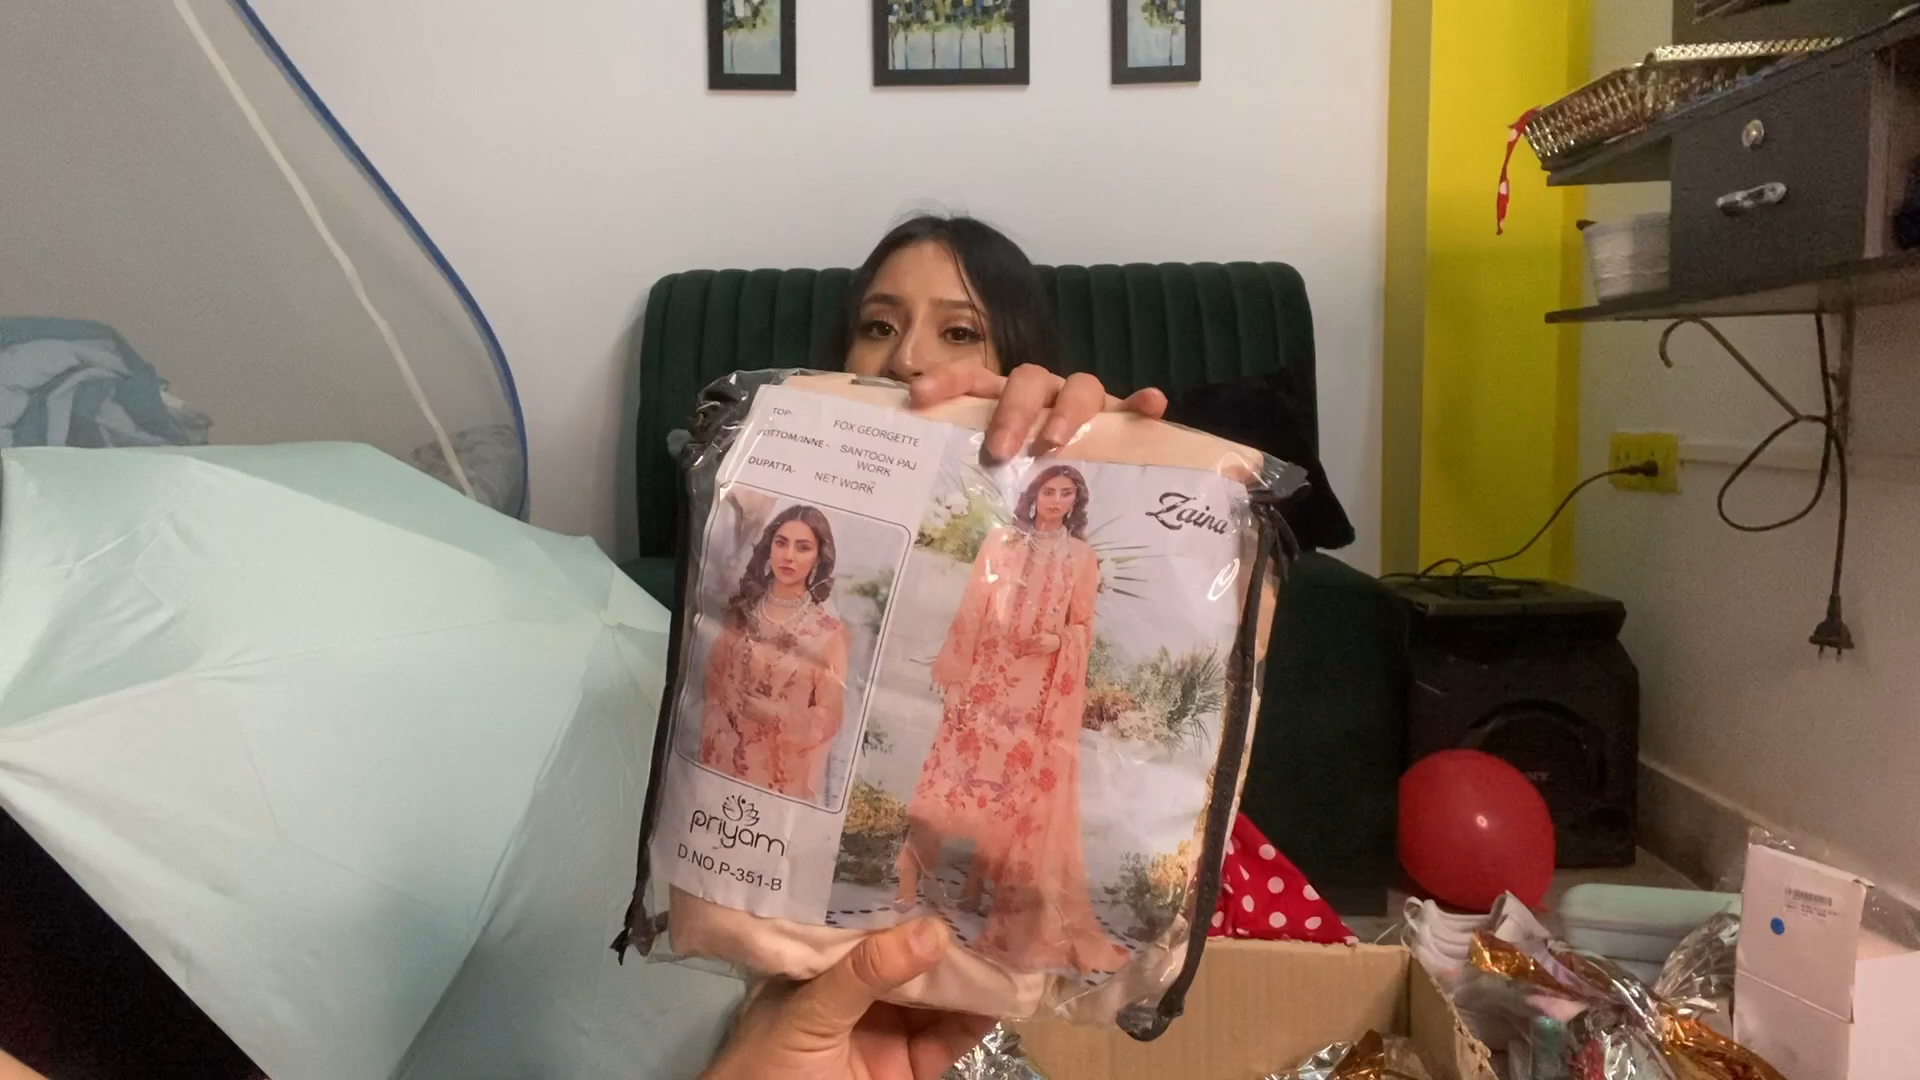 TOP- FOX GEORGETTE
BOTTOM/INNE-. SANTOON PAJ
WORK
DUPATTA- NET WORK
Zaina
priyam
D.NO.P-351-B